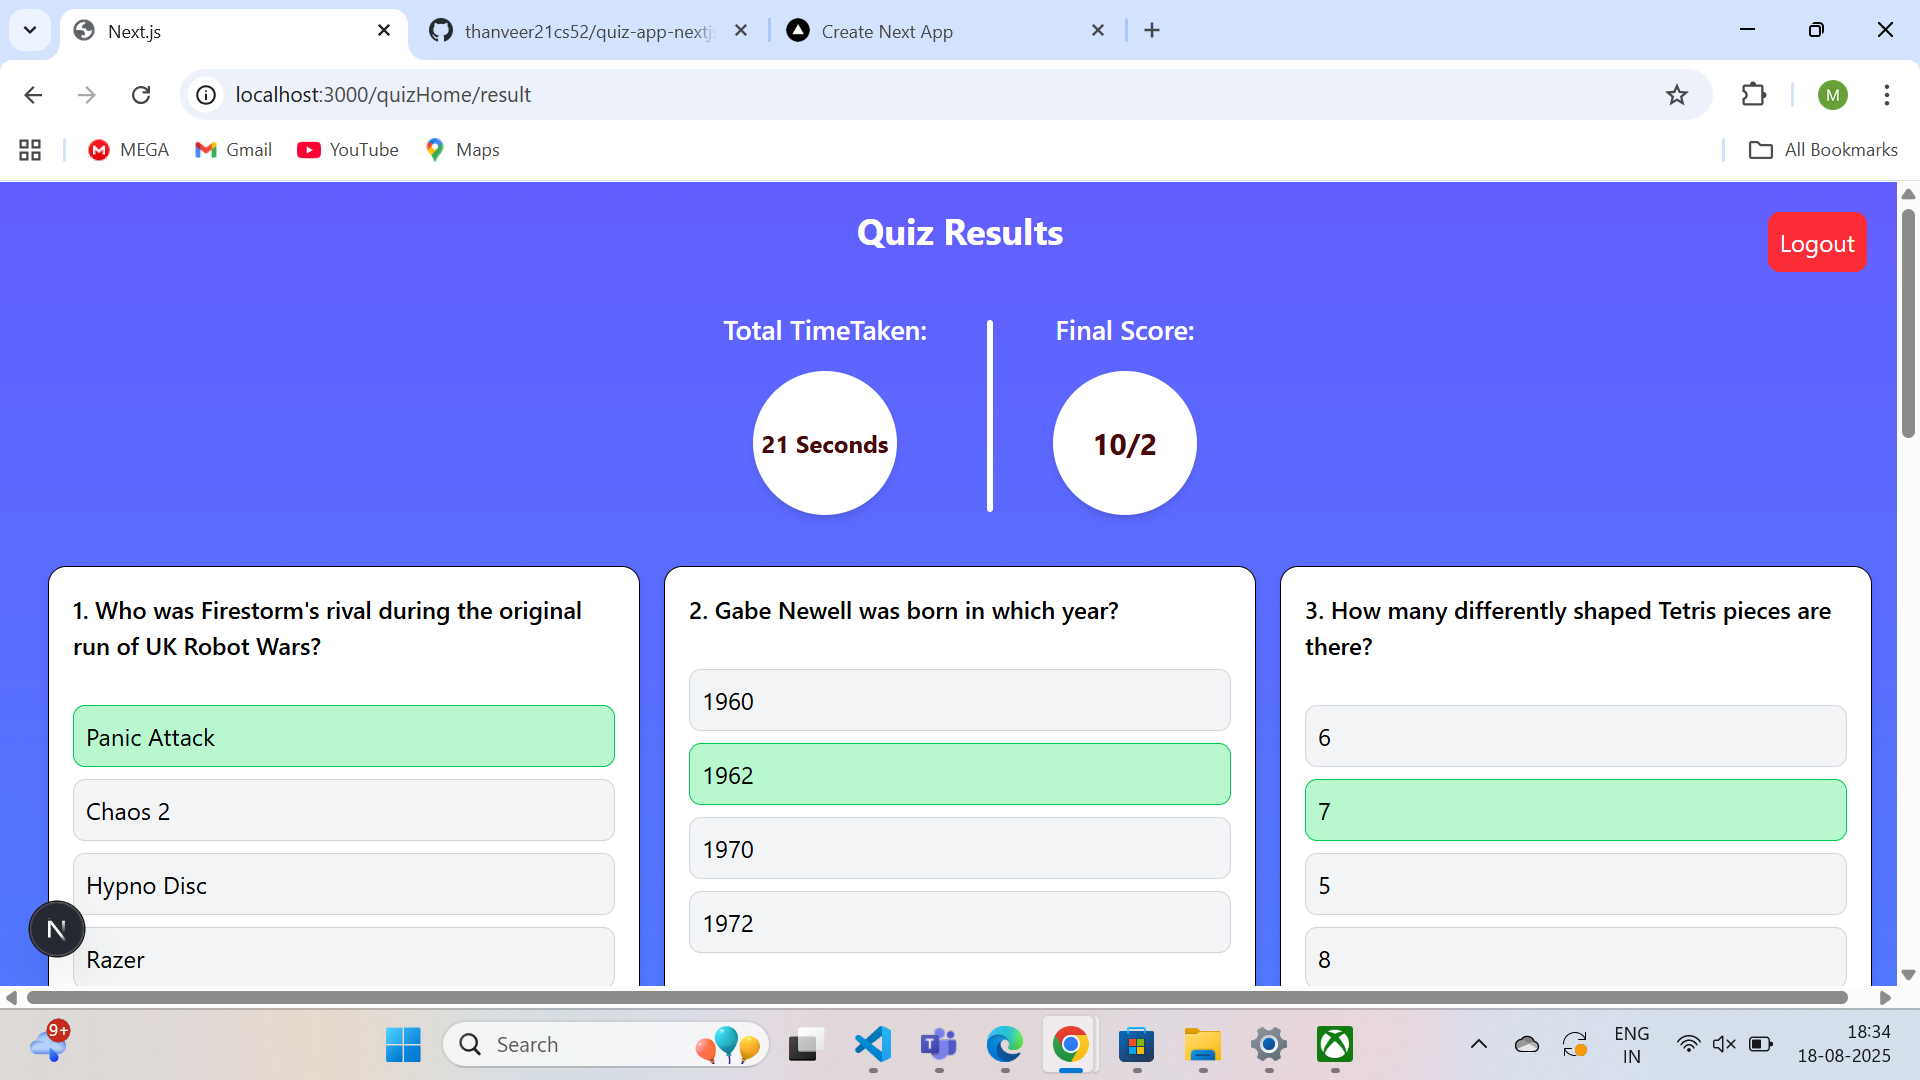 Next.js
thanveer21cs52/quiz-app-nextj
Create Next App
localhost:3000/quizHome/result
M
MEGA
Gmail
YouTube
Maps
All Bookmarks
Quiz Results
Logout
Total TimeTaken:
Final Score:
21 Seconds
10/2
1. Who was Firestorm's rival during the original
run of UK Robot Wars?
Panic Attack
Chaos 2
Hypno Disc
Razer
2. Gabe Newell was born in which year?
1960
1962
1970
1972
3. How many differently shaped Tetris pieces are
there?
6
7
5
8
N
9+
Search
ENG
IN
18:34
18-08-2025